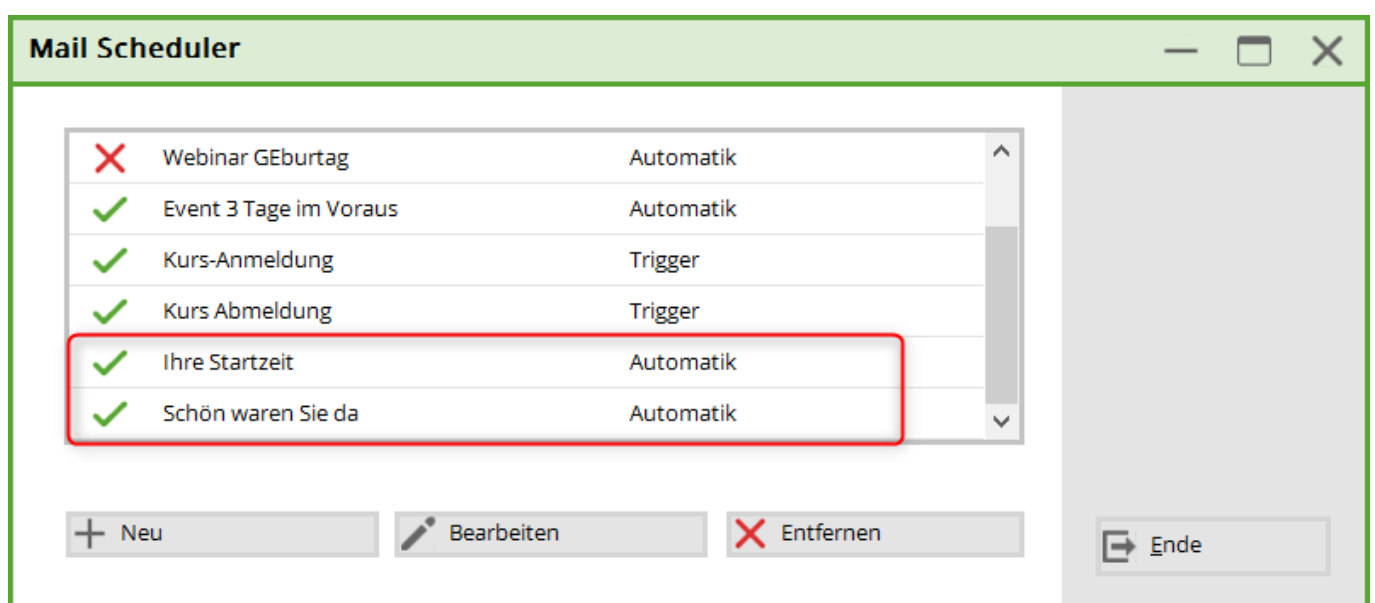 Mail Scheduler
Webinar GEburtag Automatik
Event 3 Tage im Voraus Automatik
Kurs-Anmeldung Trigger
Kurs Abmeldung Trigger
Ihre Startzeit Automatik
Schön waren Sie da Automatik
Neu Bearbeiten Entfernen
Ende